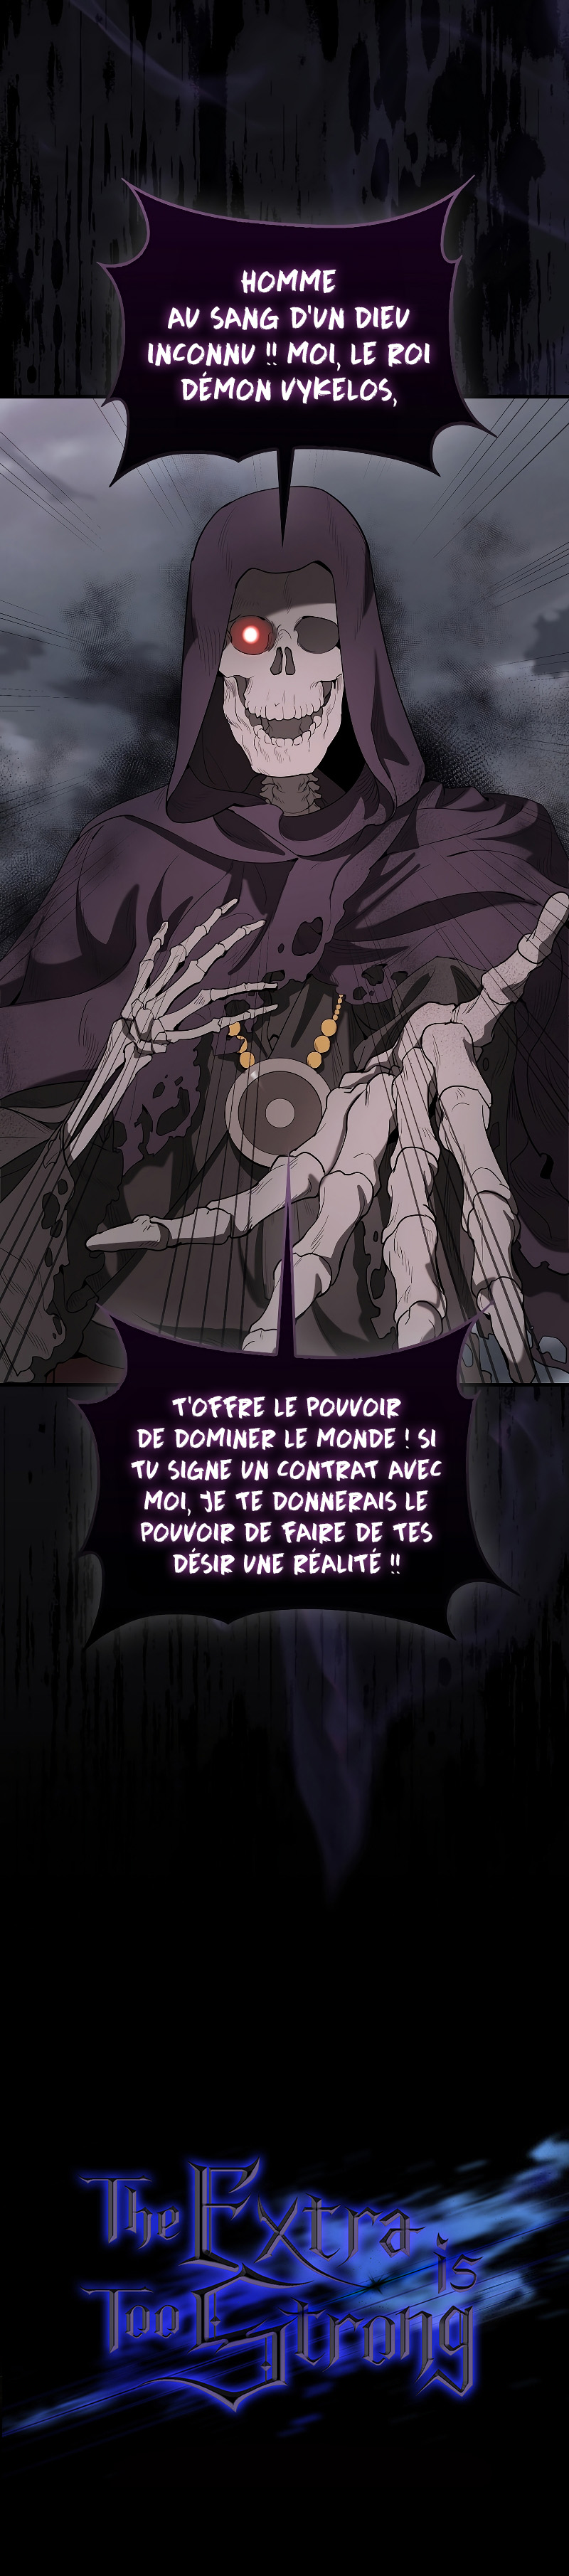 HOMME
AU SANG D'UN DIEU
INCONNU !! MOI, LE ROI
DÉMON VYKELOS,
T'OFFRE LE POUVOIR
DE DOMINER LE MONDE ! SI
TU SIGNE UN CONTRAT AVEC
MOI, JE TE DONNERAIS LE
POUVOIR DE FAIRE DE TES
DÉSIR UNE RÉALITÉ !!
The Extra
is
Too Strong